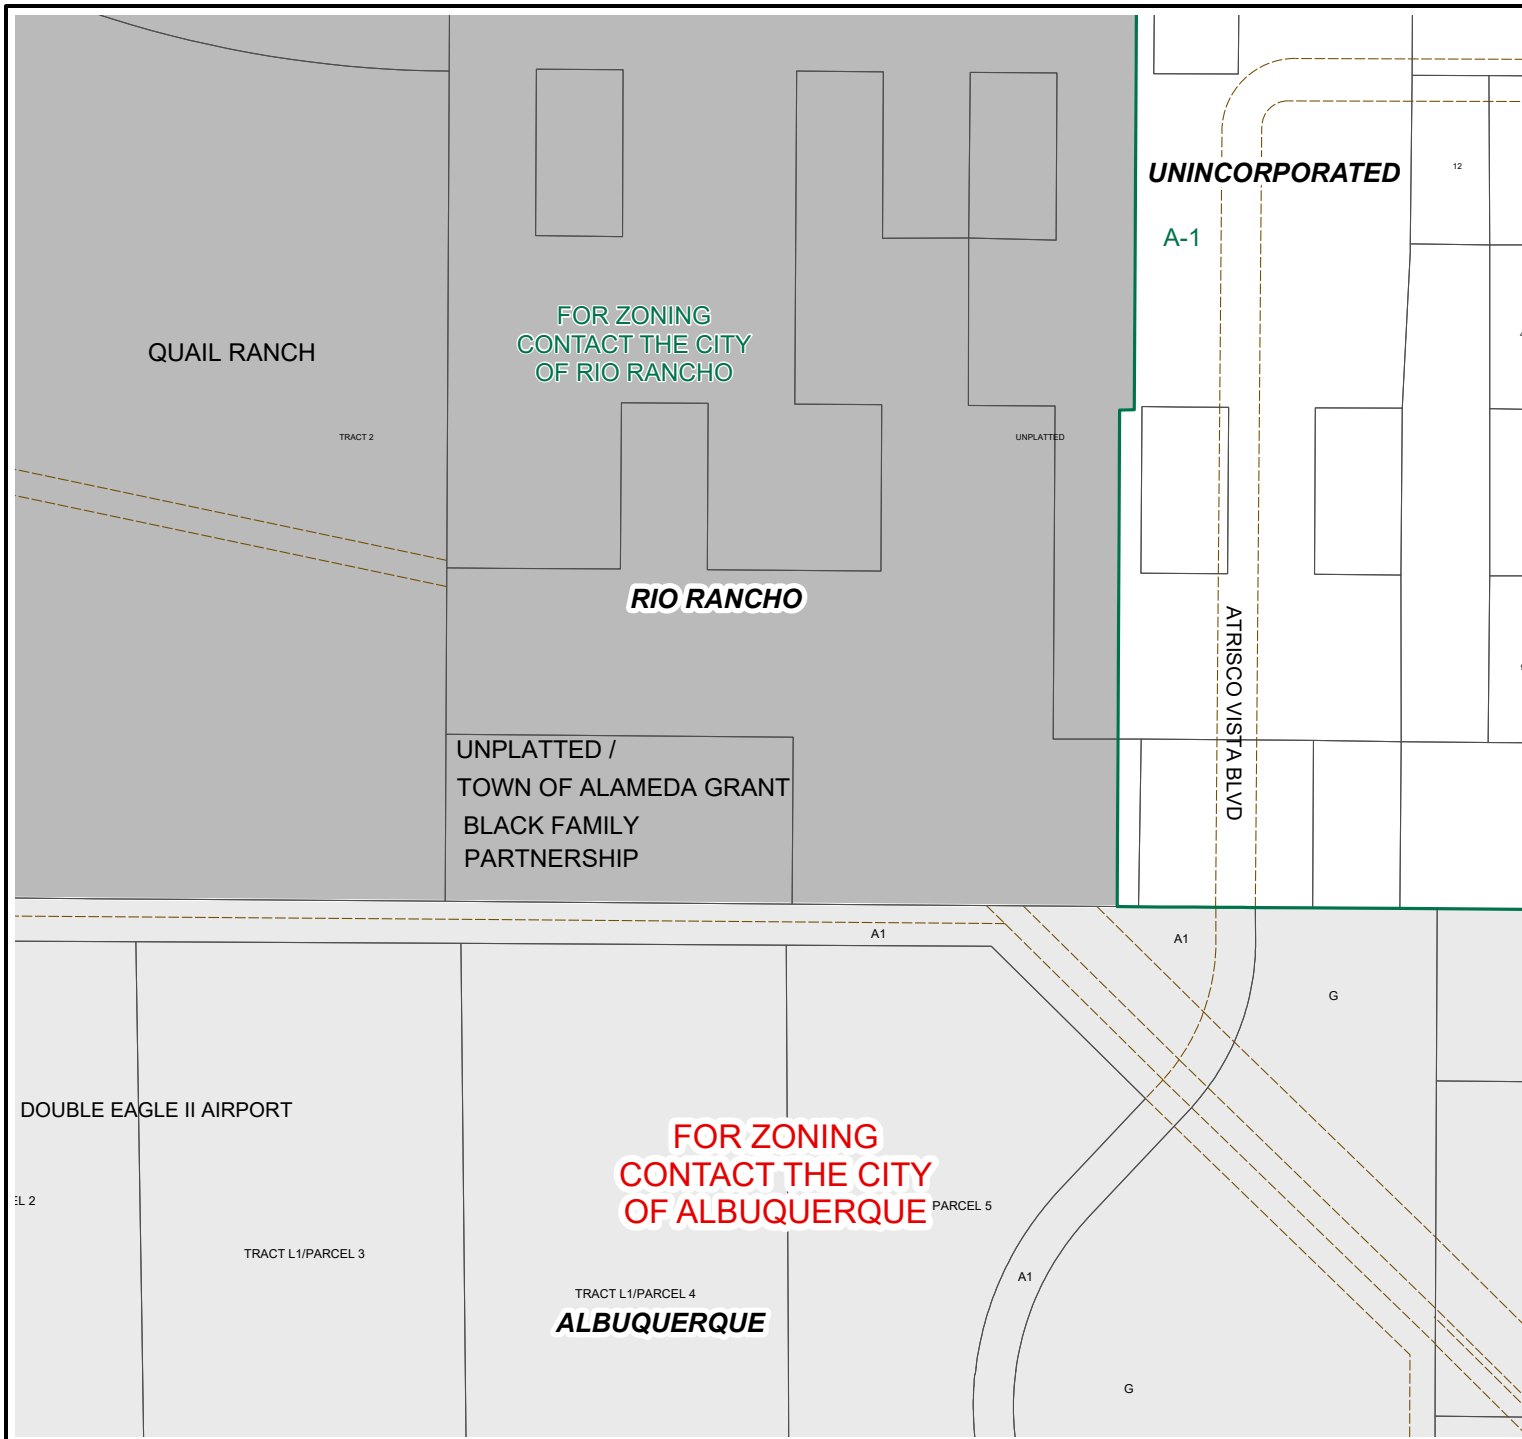 UNINCORPORATED
12
A-1
FOR ZONING
CONTACT THE CITY
OF RIO RANCHO
QUAIL RANCH
TRACT 2
UNPLATTED
RIO RANCHO
ATRISCO VISTA BLVD
UNPLATTED /
TOWN OF ALAMEDA GRANT
BLACK FAMILY
PARTNERSHIP
A1
A1
G
DOUBLE EAGLE II AIRPORT
FOR ZONING
CONTACT THE CITY
OF ALBUQUERQUE
EL 2
PARCEL 5
TRACT L1/PARCEL 3
A1
TRACT L1/PARCEL 4
ALBUQUERQUE
G